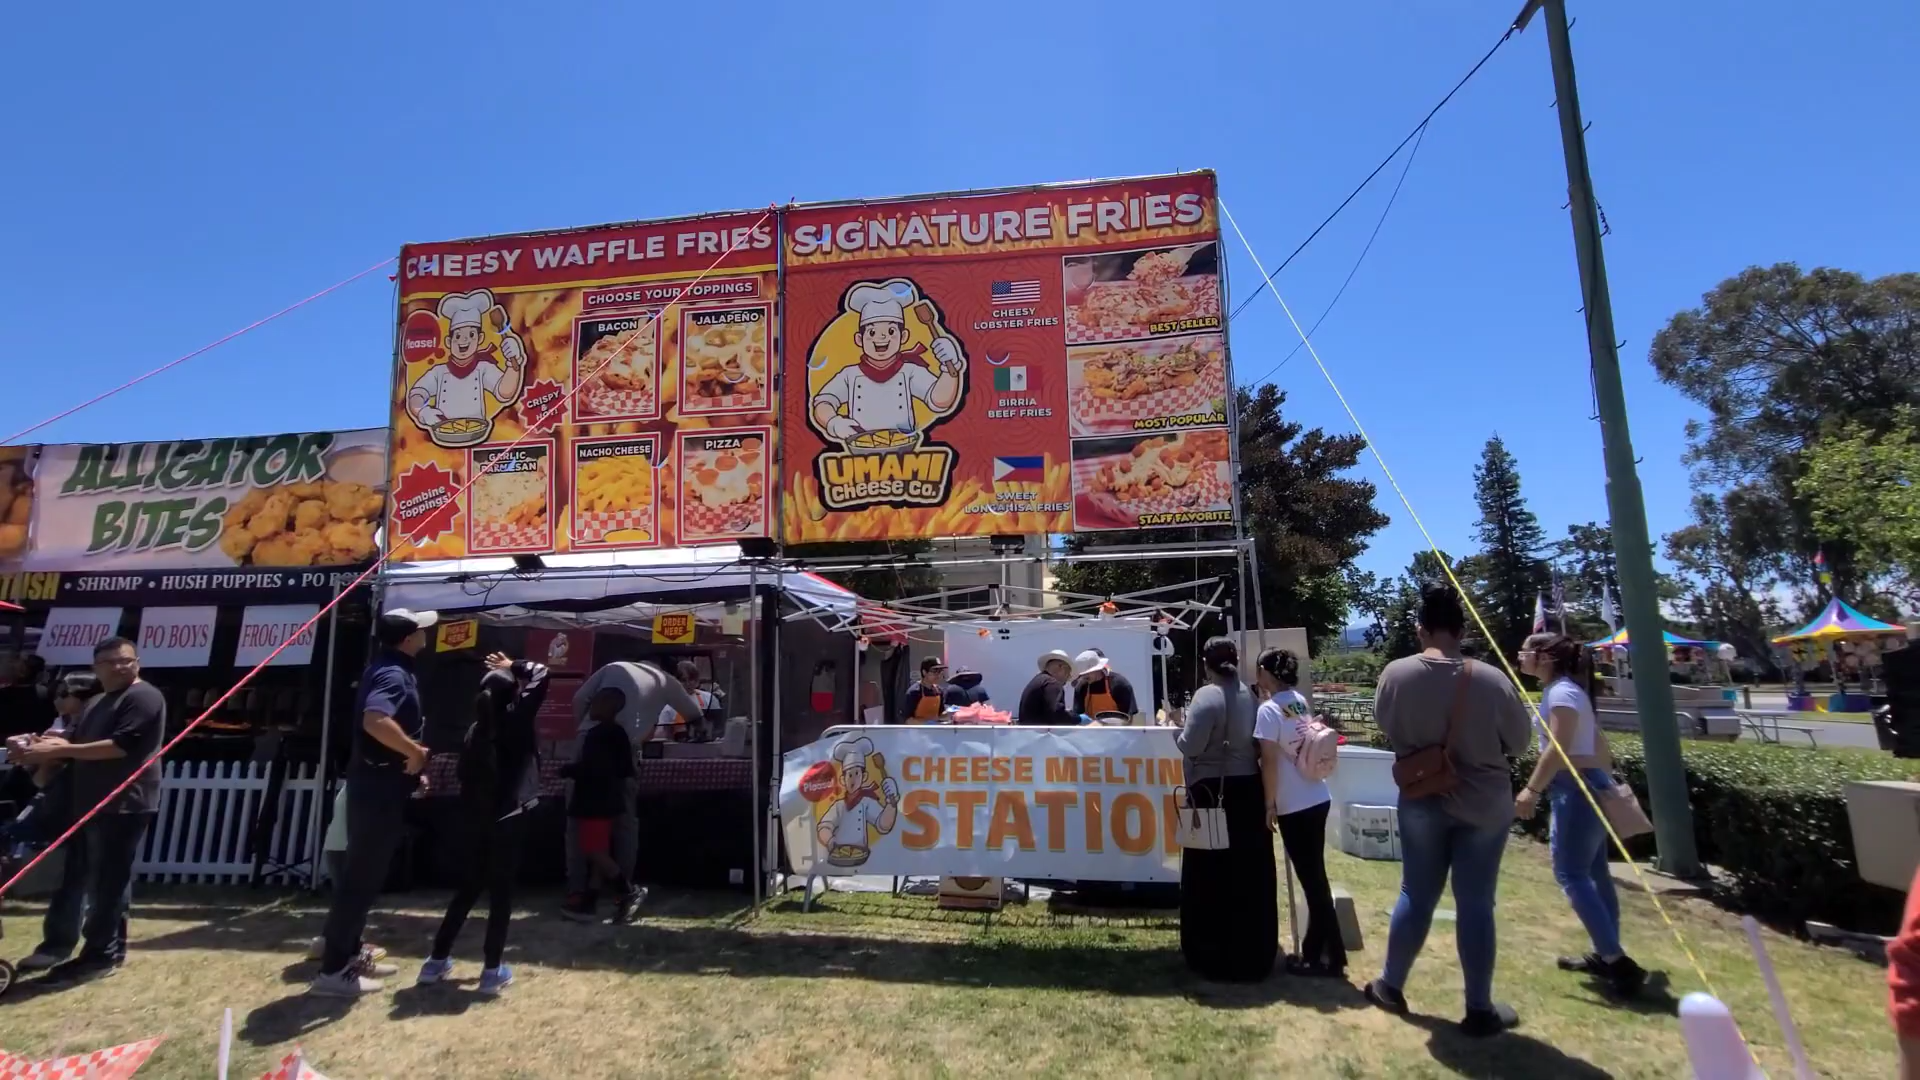 CHEESY WAFFLE FRIES
CHOOSE YOUR TOPPINGS
BACON
JALAPEÑO
Please!
CRISPY
& HOT!
GARLIC
PARMESAN
NACHO CHEESE
PIZZA
Combine
Toppings!
SIGNATURE FRIES
CHEESY
LOBSTER FRIES
BEST SELLER
BIRRIA
BEEF FRIES
MOST POPULAR
SWEET
LONGANISA FRIES
STAFF FAVORITE
UMAMI
Cheese Co.
ALLIGATOR
BITES
• SHRIMP • HUSH PUPPIES • PO
SHRIMP
PO BOYS
FROG LEGS
ORDER
HERE
Please!
CHEESE MELTIN
STATIO